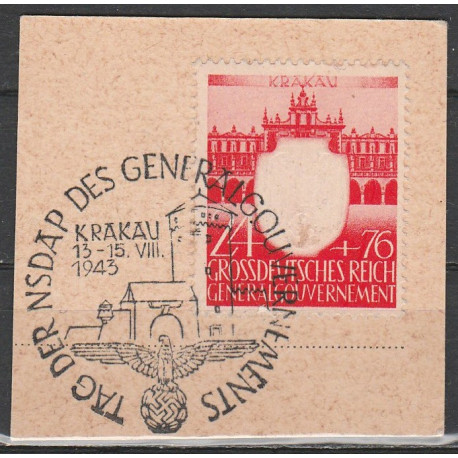 KRAKAU
24 + 76
GROSSDEUTSCHES REICH
GENERALGOUVERNEMENT
TAG DER NSDAP DES GENERALGOUVERNEMENTS
KRAKAU
13-15. VIII.
1943